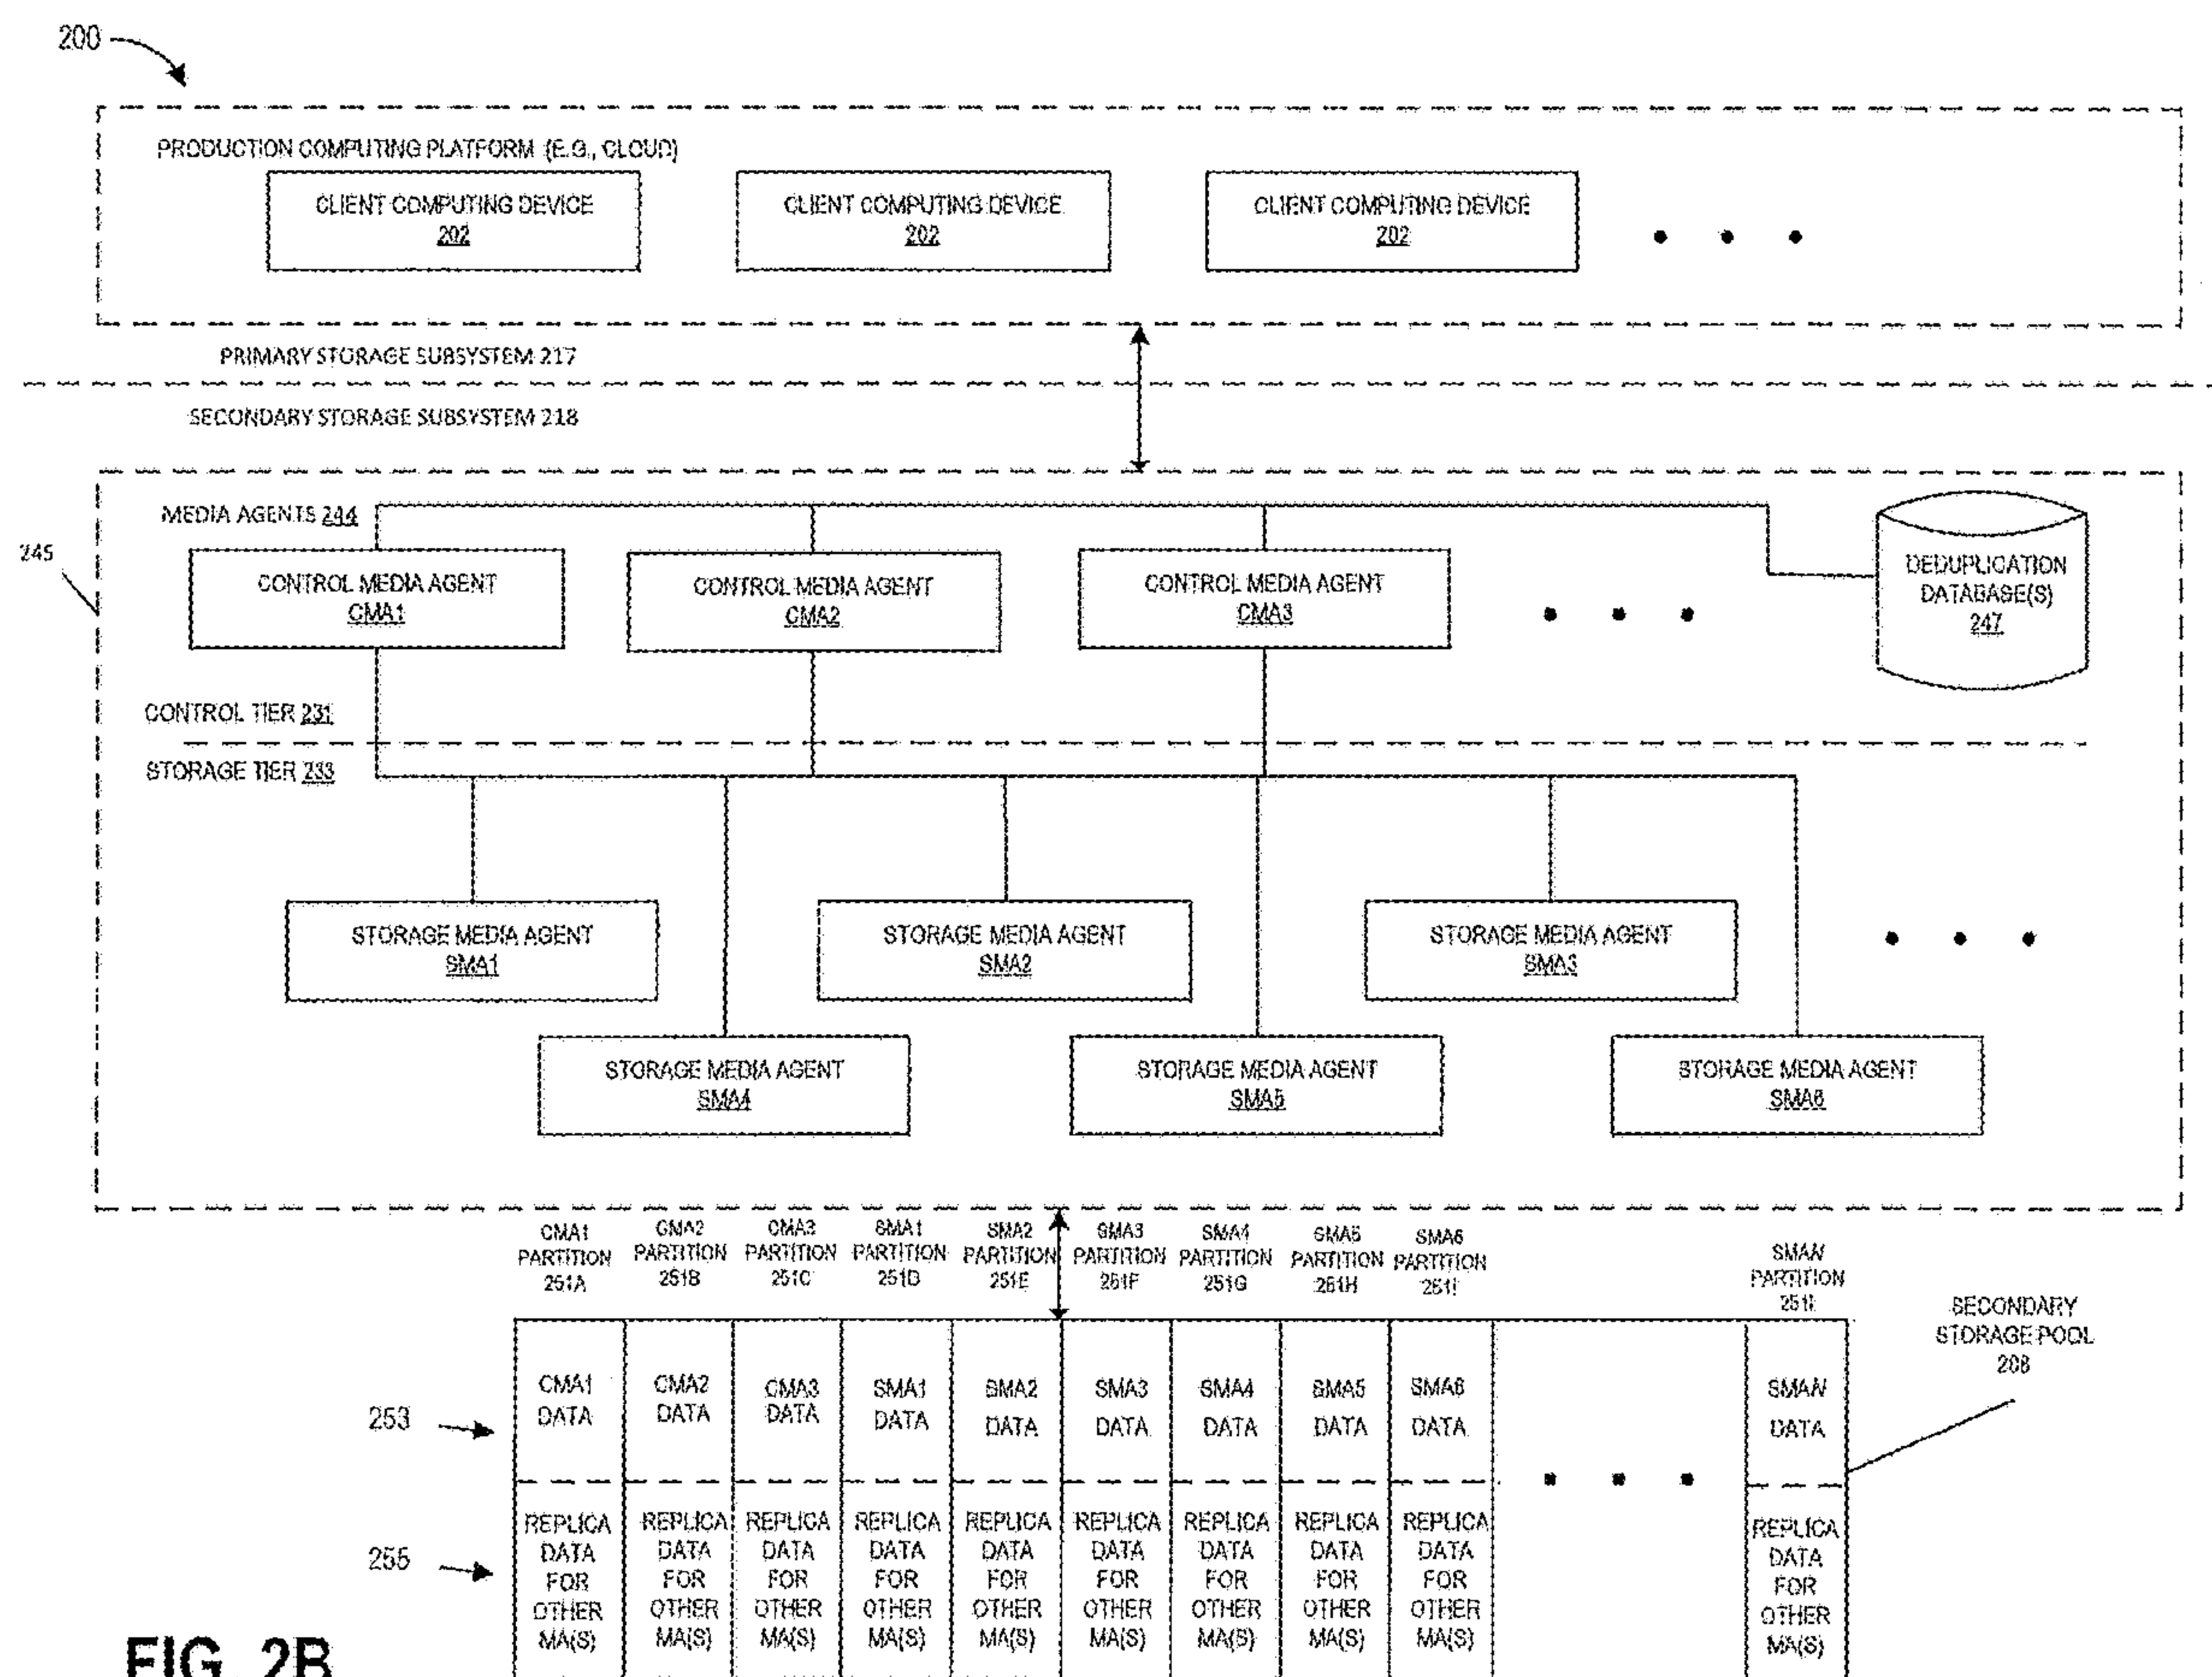 200
PRODUCTION COMPUTING PLATFORM (E.G., CLOUD)
CLIENT COMPUTING DEVICE
202
CLIENT COMPUTING DEVICE
202
CLIENT COMPUTING DEVICE
202
PRIMARY STORAGE SUBSYSTEM 217
SECONDARY STORAGE SUBSYSTEM 218
245
MEDIA AGENTS 244
CONTROL MEDIA AGENT
CMA1
CONTROL MEDIA AGENT
CMA2
CONTROL MEDIA AGENT
CMA3
DEDUPLICATION
DATABASE(S)
247
CONTROL TIER 231
STORAGE TIER 233
STORAGE MEDIA AGENT
SMA1
STORAGE MEDIA AGENT
SMA2
STORAGE MEDIA AGENT
SMA3
STORAGE MEDIA AGENT
SMA4
STORAGE MEDIA AGENT
SMA5
STORAGE MEDIA AGENT
SMA6
CMA1
PARTITION
251A
CMA2
PARTITION
251B
CMA3
PARTITION
251C
SMA1
PARTITION
251D
SMA2
PARTITION
251E
SMA3
PARTITION
251F
SMA4
PARTITION
251G
SMA5
PARTITION
251H
SMA6
PARTITION
251I
SMAN
PARTITION
SECONDARY
STORAGE POOL
208
253
CMA1
DATA
CMA2
DATA
CMA3
DATA
SMA1
DATA
SMA2
DATA
SMA3
DATA
SMA4
DATA
SMA5
DATA
SMA6
DATA
SMAN
DATA
255
REPLICA
DATA
FOR
OTHER
MA(S)
REPLICA
DATA
FOR
OTHER
MA(S)
REPLICA
DATA
FOR
OTHER
MA(S)
REPLICA
DATA
FOR
OTHER
MA(S)
REPLICA
DATA
FOR
OTHER
MA(S)
REPLICA
DATA
FOR
OTHER
MA(S)
REPLICA
DATA
FOR
OTHER
MA(S)
REPLICA
DATA
FOR
OTHER
MA(S)
REPLICA
DATA
FOR
OTHER
MA(S)
REPLICA
DATA
FOR
OTHER
MA(S)
FIG. 2B